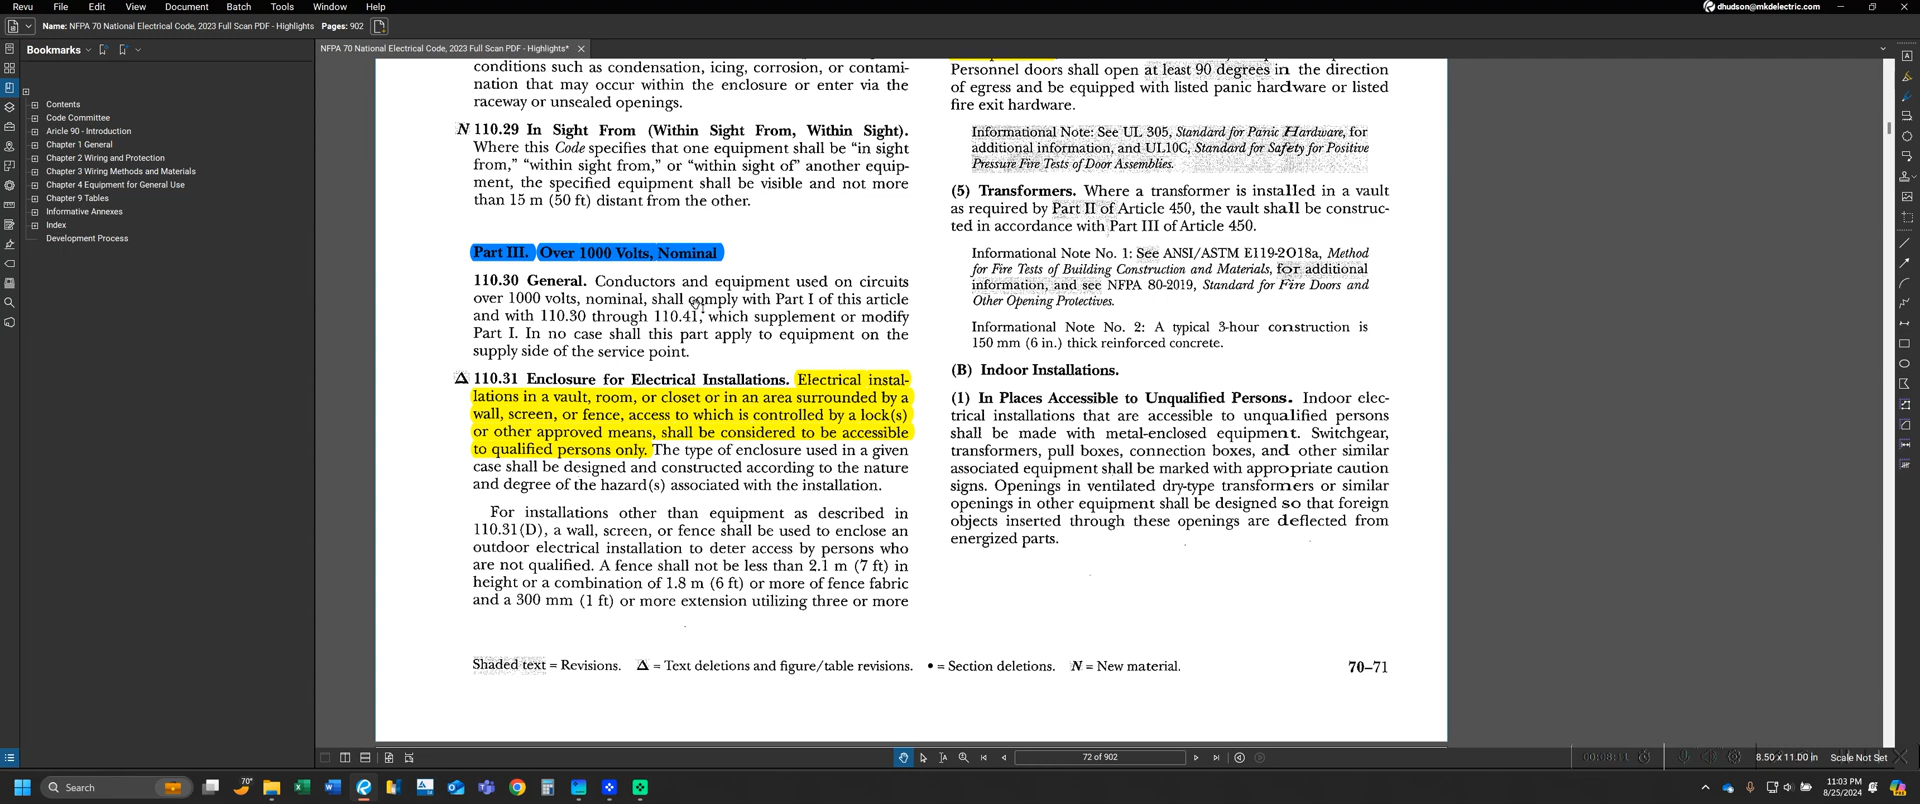 Revu File Edit View Document Batch Tools Window Help
dhudson@mkdelectric.com
Name: NFPA 70 National Electrical Code, 2023 Full Scan PDF - Highlights Pages: 902
Bookmarks
Contents
Code Committee
Aricle 90 - Introduction
Chapter 1 General
Chapter 2 Wiring and Protection
Chapter 3 Wiring Methods and Materials
Chapter 4 Equipment for General Use
Chapter 9 Tables
Informative Annexes
Index
Development Process
NFPA 70 National Electrical Code, 2023 Full Scan PDF - Highlights*
conditions such as condensation, icing, corrosion, or contami-
nation that may occur within the enclosure or enter via the
raceway or unsealed openings.
N 110.29 In Sight From (Within Sight From, Within Sight).
Where this Code specifies that one equipment shall be “in sight
from,” “within sight from,” or “within sight of” another equip-
ment, the specified equipment shall be visible and not more
than 15 m (50 ft) distant from the other.
Part III. Over 1000 Volts, Nominal
110.30 General. Conductors and equipment used on circuits
over 1000 volts, nominal, shall comply with Part I of this article
and with 110.30 through 110.41, which supplement or modify
Part I. In no case shall this part apply to equipment on the
supply side of the service point.
Δ 110.31 Enclosure for Electrical Installations. Electrical instal-
lations in a vault, room, or closet or in an area surrounded by a
wall, screen, or fence, access to which is controlled by a lock(s)
or other approved means, shall be considered to be accessible
to qualified persons only. The type of enclosure used in a given
case shall be designed and constructed according to the nature
and degree of the hazard(s) associated with the installation.
For installations other than equipment as described in
110.31(D), a wall, screen, or fence shall be used to enclose an
outdoor electrical installation to deter access by persons who
are not qualified. A fence shall not be less than 2.1 m (7 ft) in
height or a combination of 1.8 m (6 ft) or more of fence fabric
and a 300 mm (1 ft) or more extension utilizing three or more
Personnel doors shall open at least 90 degrees in the direction
of egress and be equipped with listed panic hardware or listed
fire exit hardware.
Informational Note: See UL 305, Standard for Panic Hardware, for
additional information, and UL10C, Standard for Safety for Positive
Pressure Fire Tests of Door Assemblies.
(5) Transformers. Where a transformer is installed in a vault
as required by Part II of Article 450, the vault shall be construc-
ted in accordance with Part III of Article 450.
Informational Note No. 1: See ANSI/ASTM E119-2018a, Method
for Fire Tests of Building Construction and Materials, for additional
information, and see NFPA 80-2019, Standard for Fire Doors and
Other Opening Protectives.
Informational Note No. 2: A typical 3-hour construction is
150 mm (6 in.) thick reinforced concrete.
(B) Indoor Installations.
(1) In Places Accessible to Unqualified Persons. Indoor elec-
trical installations that are accessible to unqualified persons
shall be made with metal-enclosed equipment. Switchgear,
transformers, pull boxes, connection boxes, and other similar
associated equipment shall be marked with appropriate caution
signs. Openings in ventilated dry-type transformers or similar
openings in other equipment shall be designed so that foreign
objects inserted through these openings are deflected from
energized parts.
Shaded text = Revisions. Δ = Text deletions and figure/table revisions. • = Section deletions. N = New material. 70–71
72 of 902
8.50 x 11.00 in Scale Not Set
Search
70°
11:03 PM
8/25/2024